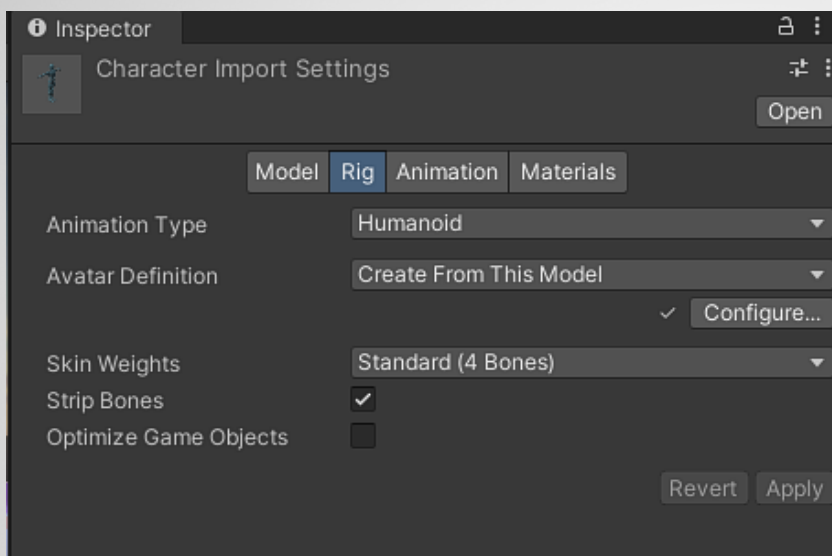 Inspector
Character Import Settings
Open
Model Rig Animation Materials
Animation Type Humanoid
Avatar Definition Create From This Model
Configure...
Skin Weights Standard (4 Bones)
Strip Bones
Optimize Game Objects
Revert Apply